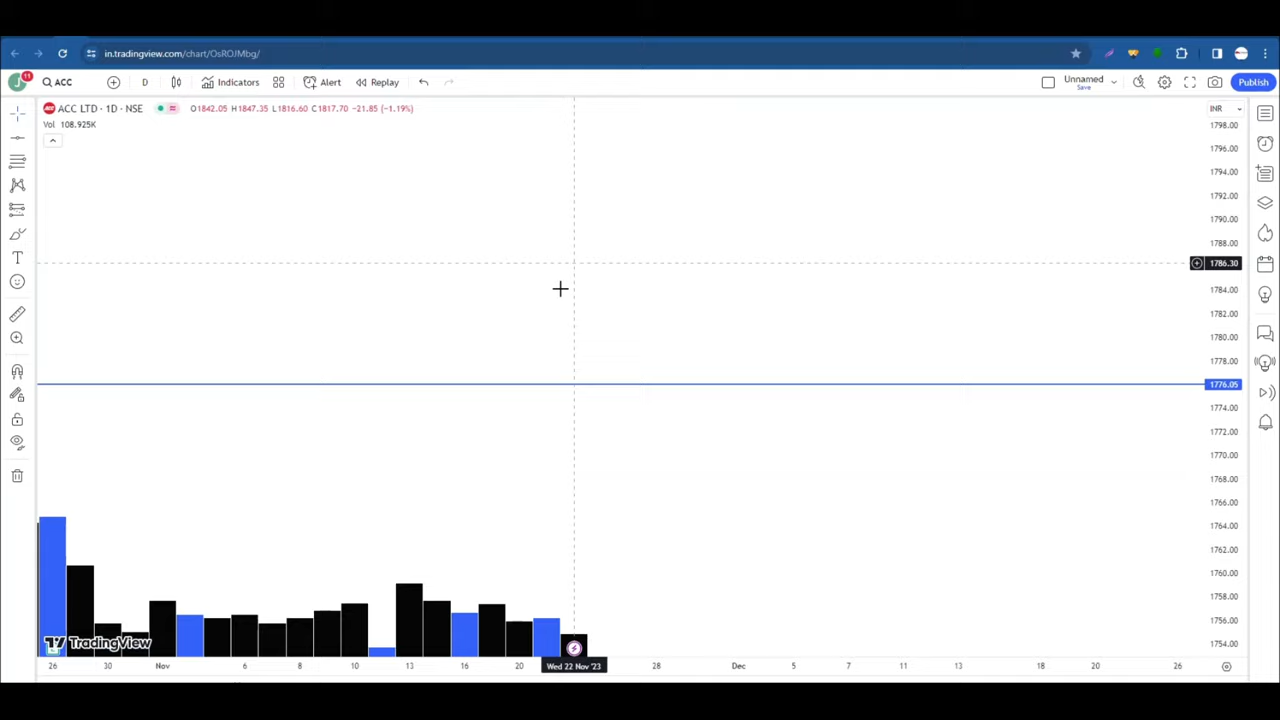 in.tradingview.com/chart/OsROJMbg/
11
J
ACC
D
Indicators
Alert
Replay
Unnamed
Save
Publish
ACC LTD · 1D · NSE
O1842.05 H1847.35 L1816.60 C1817.70 -21.85 (-1.19%)
INR
Vol 108.925K
1798.00
1796.00
1794.00
1792.00
1790.00
1788.00
1786.30
1784.00
1782.00
1780.00
1778.00
1776.05
1774.00
1772.00
1770.00
1768.00
1766.00
1764.00
1762.00
1760.00
1758.00
1756.00
1754.00
TradingView
26 30 Nov 6 8 10 14 16 20 Wed 22 Nov '23 28 Dec 5 7 11 13 18 20 26